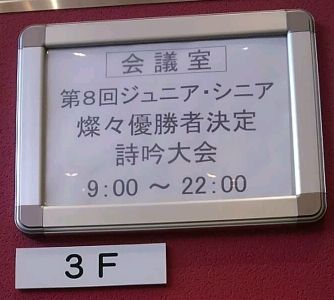 会議室
第8回ジュニア・シニア
燦々優勝者決定
詩吟大会
9:00 ～ 22:00
3F